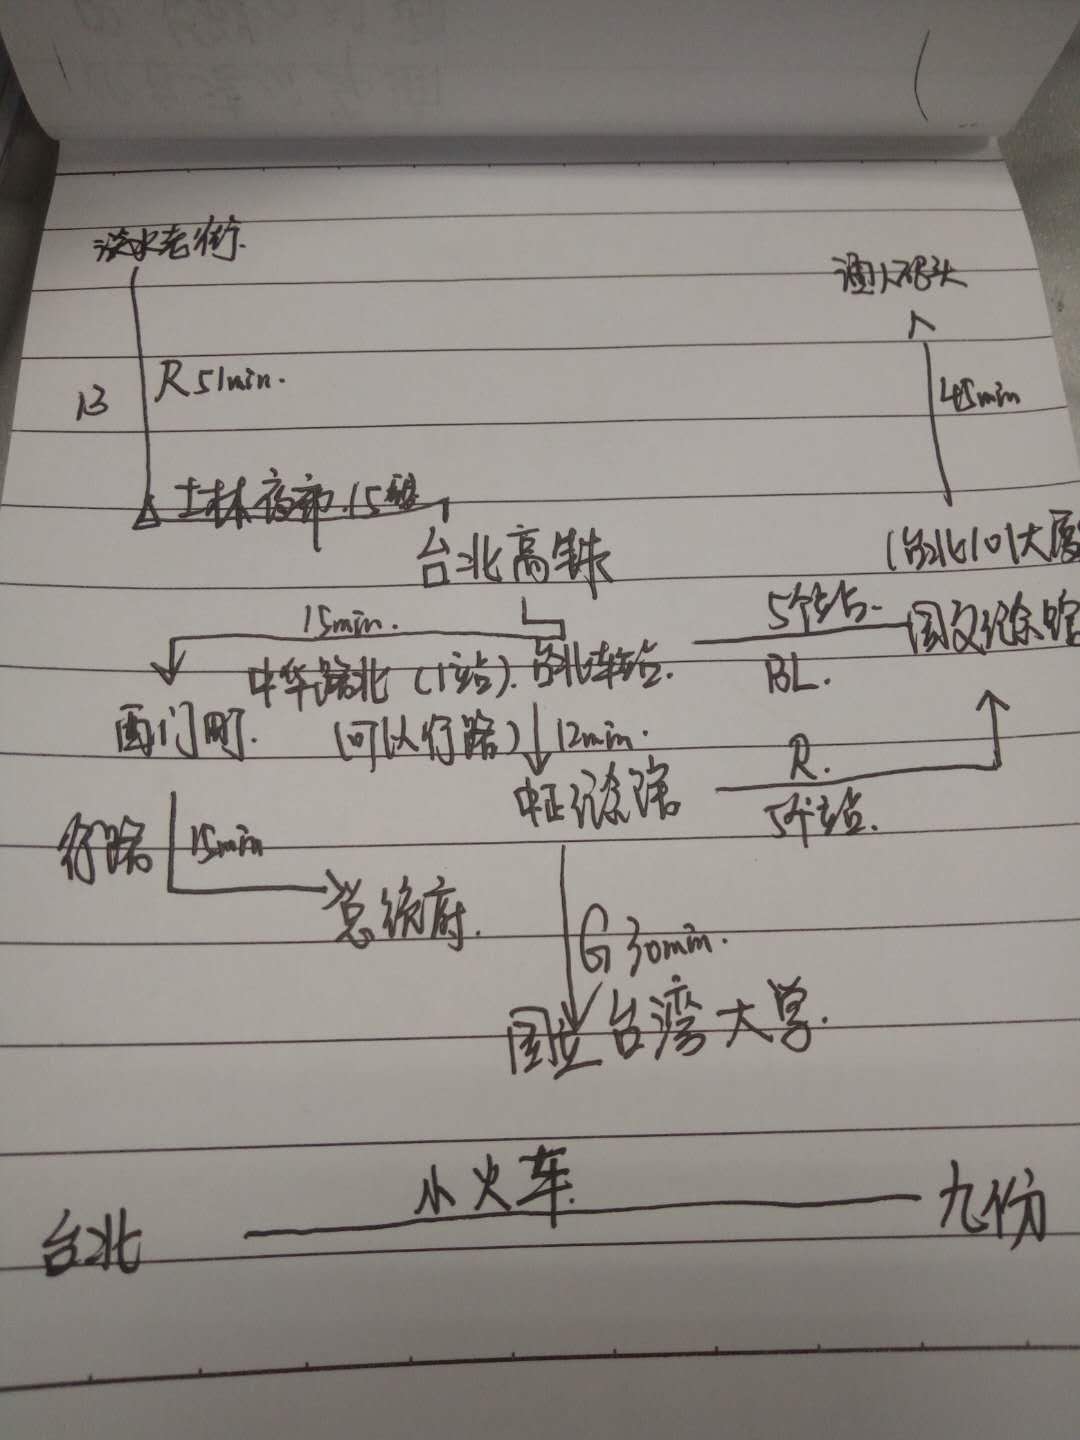 淡水老街.
渔人码头
13
R 51min.
45min
士林夜市.15
台北高铁
(台北101大厦
15min.
5个站.
国父纪念馆
中华路北(1站).
台北车站.
BL.
西门町.
(可以行路)
12min.
R.
中正纪念馆
5个站.
行路
15min
总统府.
G 30min.
国立台湾大学.
小火车.
台北
九份